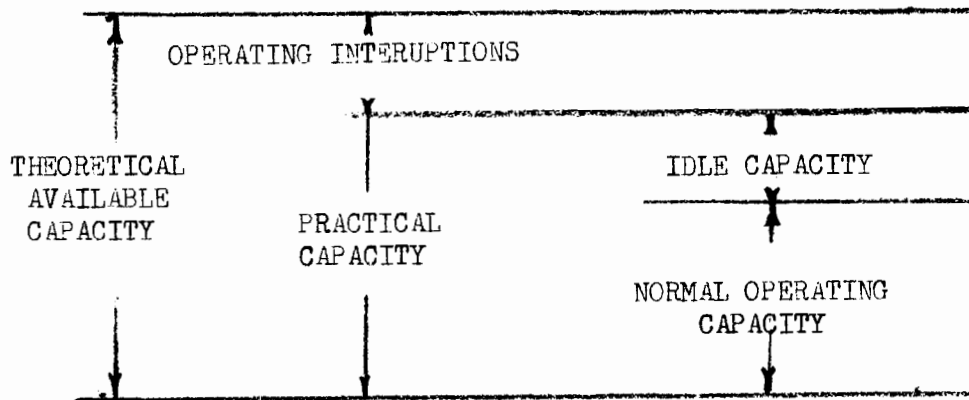 OPERATING INTERUPTIONS
THEORETICAL
AVAILABLE
CAPACITY
PRACTICAL
CAPACITY
IDLE CAPACITY
NORMAL OPERATING
CAPACITY